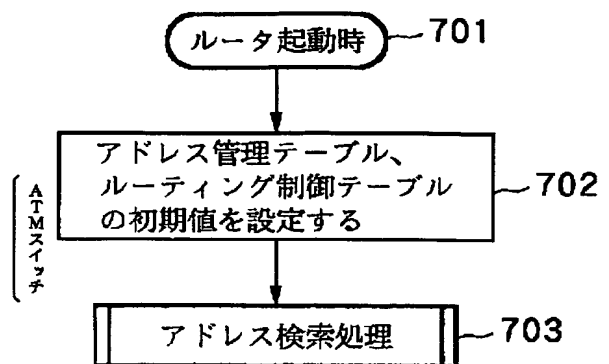 ルータ起動時
701
アドレス管理テーブル、
ルーティング制御テーブル
の初期値を設定する
702
ATMスイッチ
アドレス検索処理
703